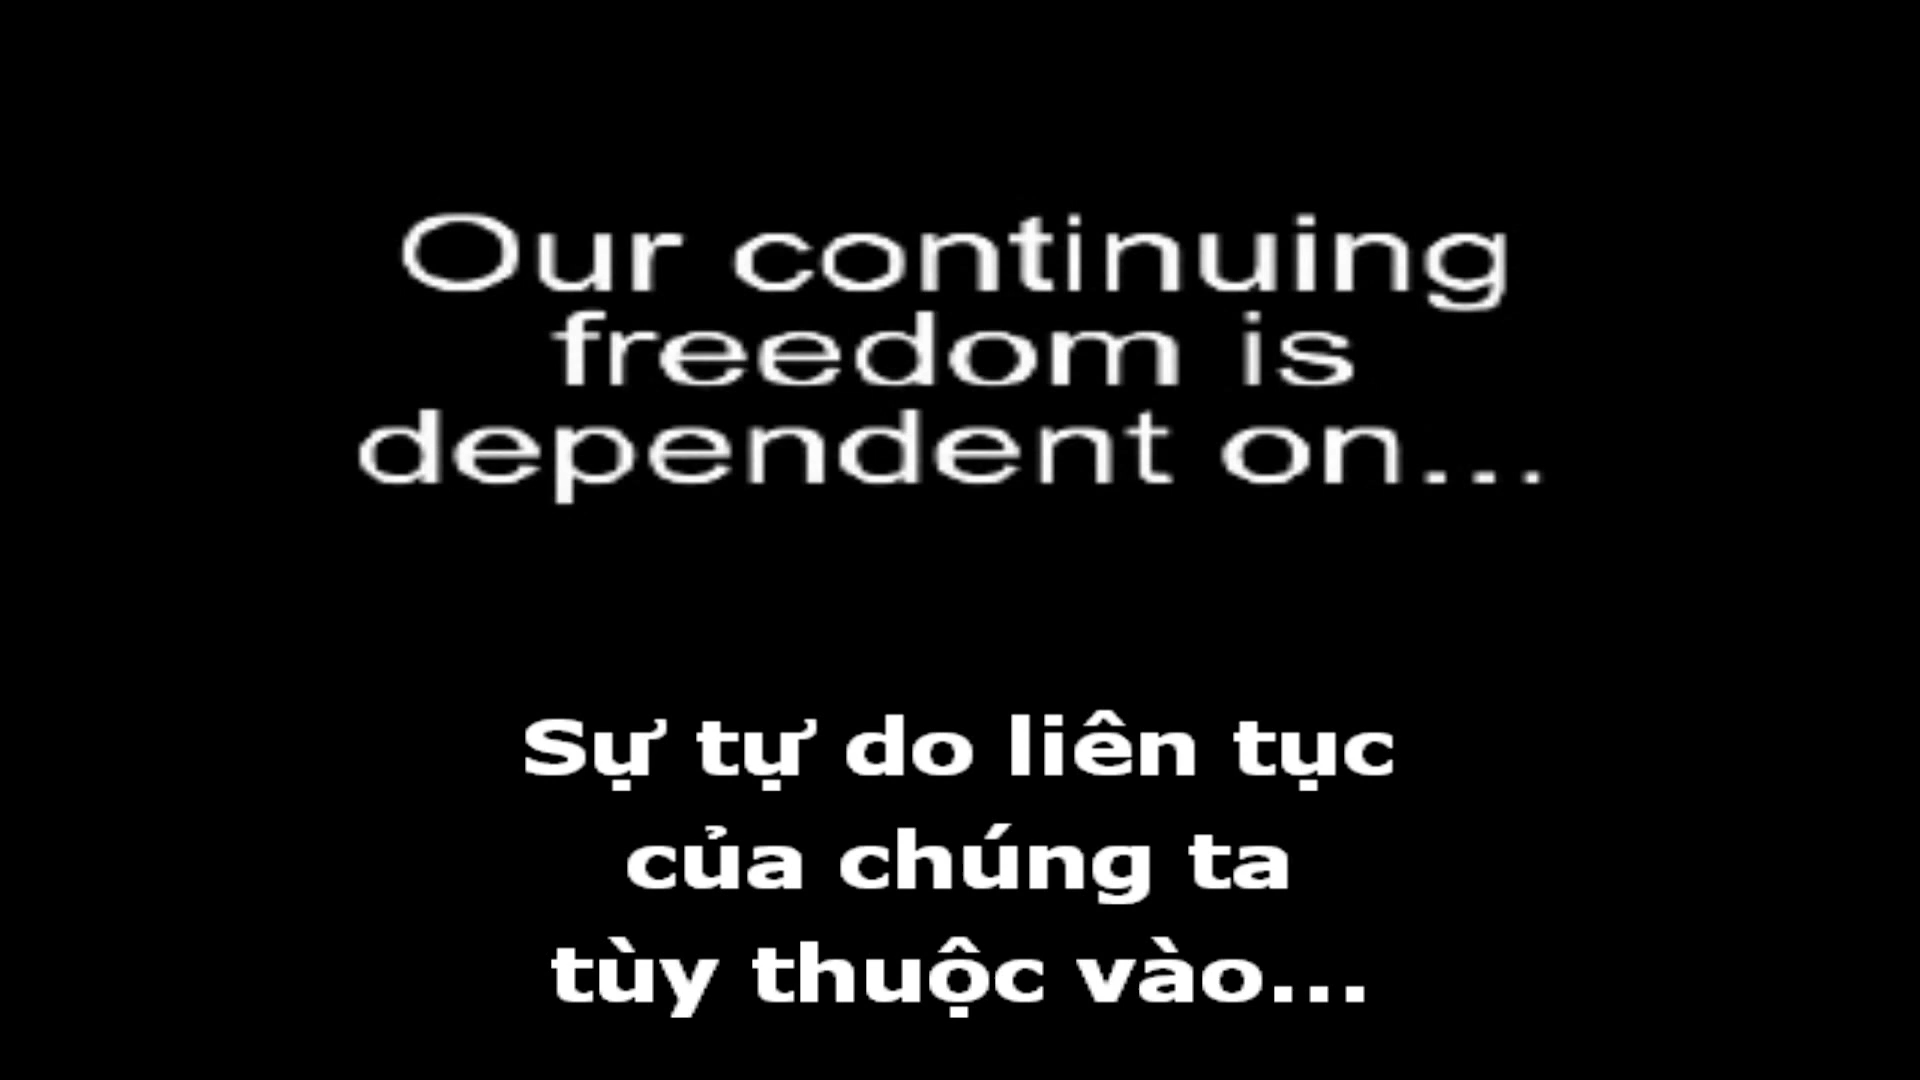 Our continuing
freedom is
dependent on...
Sự tự do liên tục
của chúng ta
tùy thuộc vào...